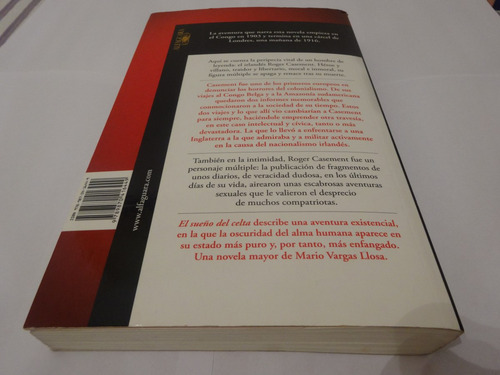 La aventura que narra esta novela empieza en
el Congo en 1903 y termina en una cárcel de
Londres, una mañana de 1916.
Aquí se cuenta la peripecia vital de un hombre de
leyenda: el irlandés Roger Casement. Héroe y
villano, traidor y libertario, moral e inmoral, su
figura múltiple se apaga y renace tras su muerte.
Casement fue uno de los primeros europeos en
denunciar los horrores del colonialismo. De sus
viajes al Congo Belga y a la Amazonía sudamericana
quedaron dos informes memorables que
conmocionaron a la sociedad de su tiempo. Estos
dos viajes y lo que allí vio cambiarían a Casement
para siempre, haciéndole emprender otra travesía,
en este caso intelectual y cívica, tanto o más
devastadora. La que lo llevó a enfrentarse a una
Inglaterra a la que admiraba y a militar activamente
en la causa del nacionalismo irlandés.
También en la intimidad, Roger Casement fue un
personaje múltiple: la publicación de fragmentos
de unos diarios, de veracidad dudosa, en los últimos
días de su vida, airearon unas escabrosas aventuras
sexuales que le valieron el desprecio
de muchos compatriotas.
El sueño del celta describe una aventura existencial,
en la que la oscuridad del alma humana aparece en
su estado más puro y, por tanto, más enfangado.
Una novela mayor de Mario Vargas Llosa.
www.alfaguara.com